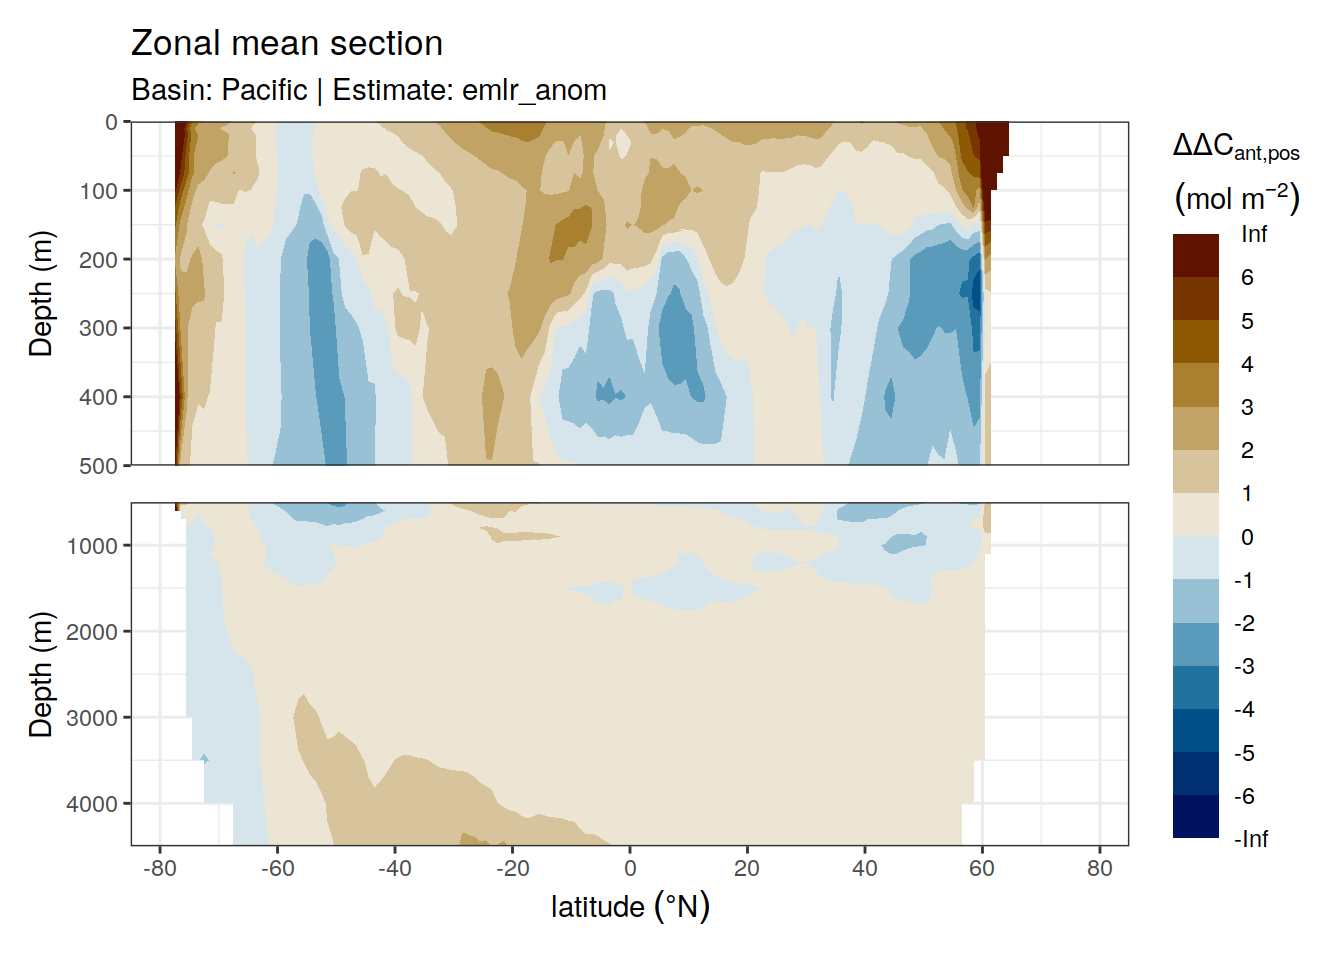 Zonal mean section
Basin: Pacific | Estimate: emlr_anom
0
100
200
300
400
500
Depth (m)
1000
2000
3000
4000
Depth (m)
-80 -60 -40 -20 0 20 40 60 80
latitude (°N)
ΔΔC_ant,pos
(mol m⁻²)
Inf
6
5
4
3
2
1
0
-1
-2
-3
-4
-5
-6
-Inf